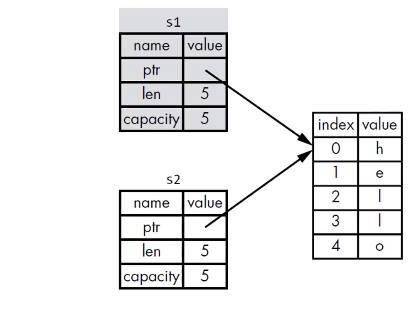 s1
name value
ptr
len 5
capacity 5
index value
0 h
1 e
2 l
3 l
4 o
s2
name value
ptr
len 5
capacity 5